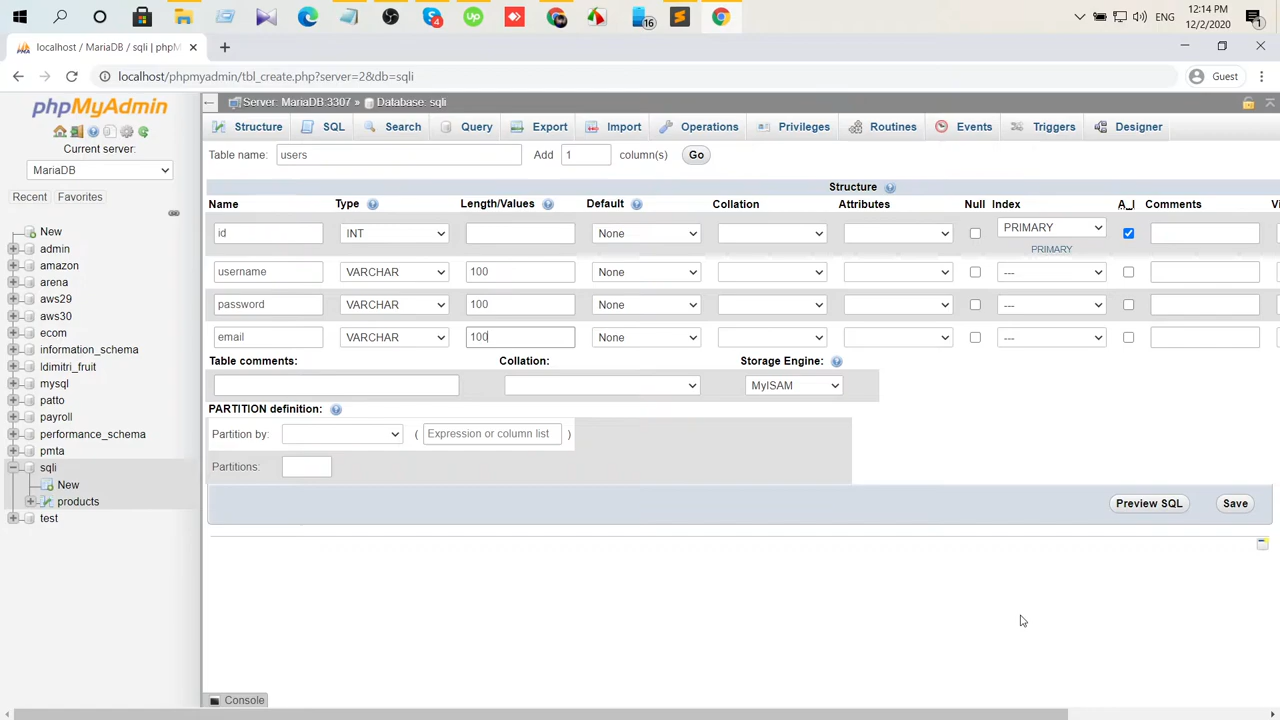 12:14 PM
ENG
4
16
12/2/2020
1
localhost / MariaDB / sqli | phpM
localhost/phpmyadmin/tbl_create.php?server=2&db=sqli
Guest
phpMyAdmin
Current server:
MariaDB
Recent Favorites
New
admin
amazon
arena
aws29
aws30
ecom
information_schema
ldimitri_fruit
mysql
patto
payroll
performance_schema
pmta
sqli
New
products
test
Server: MariaDB:3307 » Database: sqli
Structure SQL Search Query Export Import Operations Privileges Routines Events Triggers Designer
Table name: users Add 1 column(s) Go
Structure
Name Type Length/Values Default Collation Attributes Null Index A_I Comments Vi
id INT None PRIMARY
PRIMARY
username VARCHAR 100 None ---
password VARCHAR 100 None ---
email VARCHAR 100 None ---
Table comments: Collation: Storage Engine:
MyISAM
PARTITION definition:
Partition by: ( Expression or column list )
Partitions:
Preview SQL Save
Console